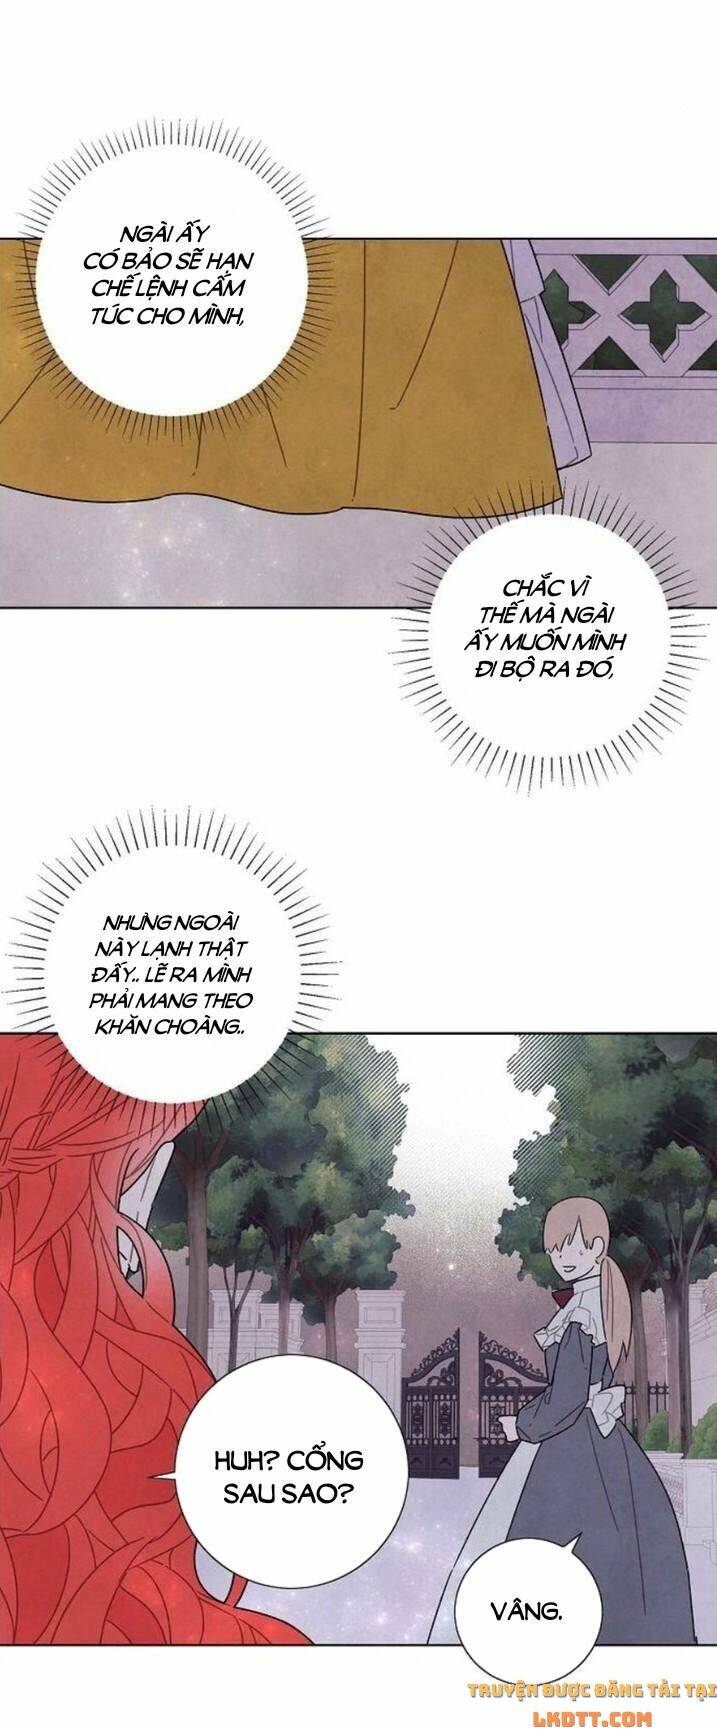 NGÀI ẤY
CÓ BẢO SẼ HẠN
CHẾ LỆNH CẤM
TÚC CHO MÌNH,
CHẮC VÌ
THẾ MÀ NGÀI
ẤY MUỐN MÌNH
ĐI BỘ RA ĐÓ,
NHƯNG NGOÀI
NÀY LẠNH THẬT
ĐẤY.. LẼ RA MÌNH
PHẢI MANG THEO
KHĂN CHOÀNG..
HUH? CỔNG
SAU SAO?
VÂNG.
TRUYỆN ĐƯỢC ĐĂNG TẢI TẠI
LKDTT.COM